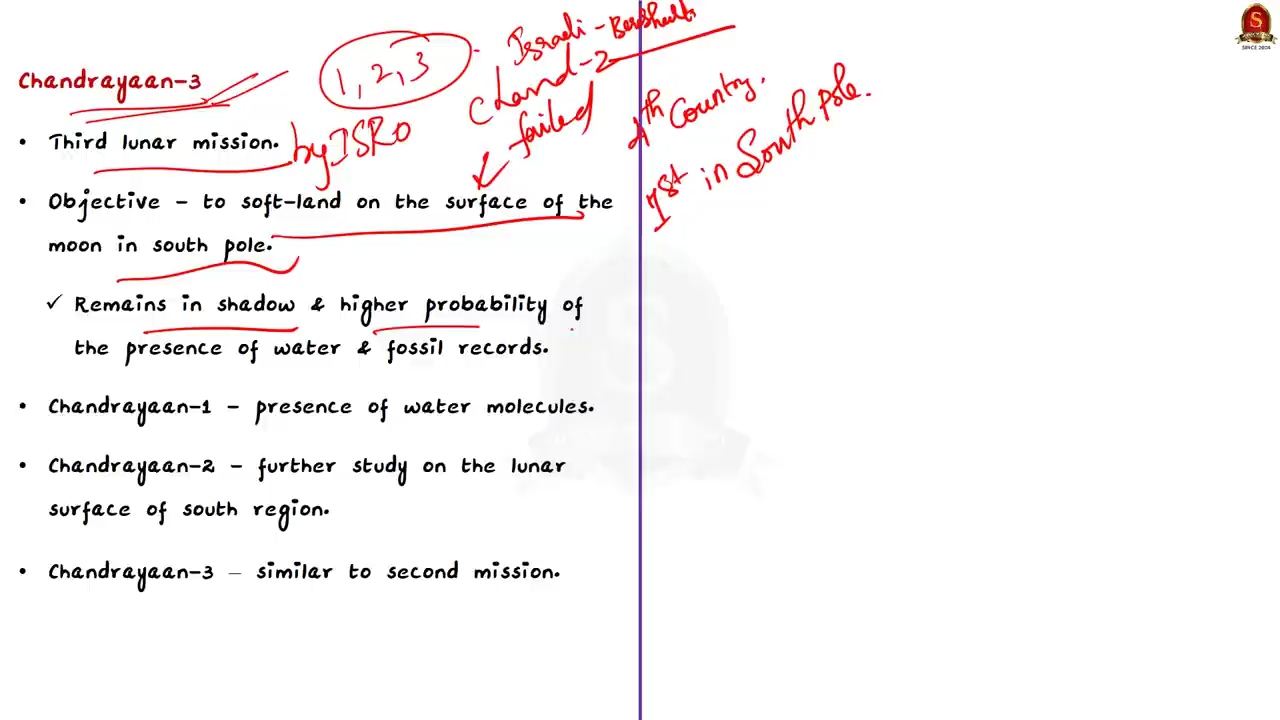 Chandrayaan-3
1, 2, 3
Israeli - Beresheet
Chand-2
failed
4th Country.
1st in South pole.
• Third lunar mission.
by ISRO
• Objective - to soft-land on the surface of the
moon in south pole.
✓ Remains in shadow & higher probability of
the presence of water & fossil records.
• Chandrayaan-1 - presence of water molecules.
• Chandrayaan-2 - further study on the lunar
surface of south region.
• Chandrayaan-3 – similar to second mission.
S
SINCE 2004